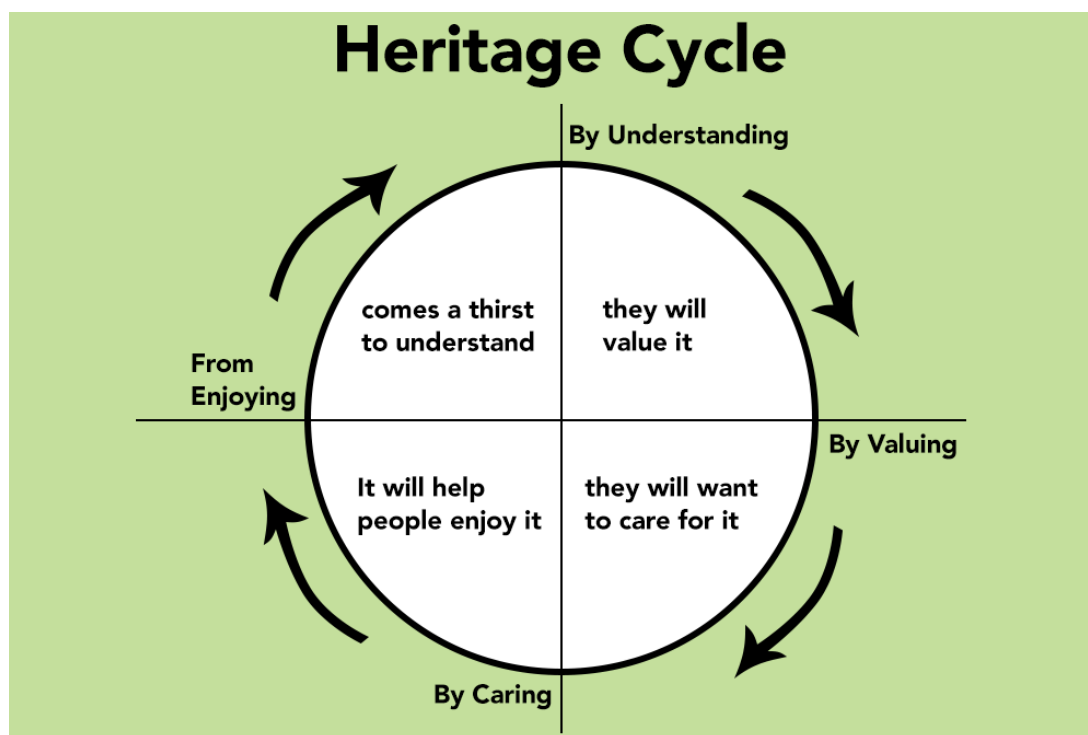 Heritage Cycle
By Understanding
they will
value it
By Valuing
they will want
to care for it
By Caring
It will help
people enjoy it
From
Enjoying
comes a thirst
to understand